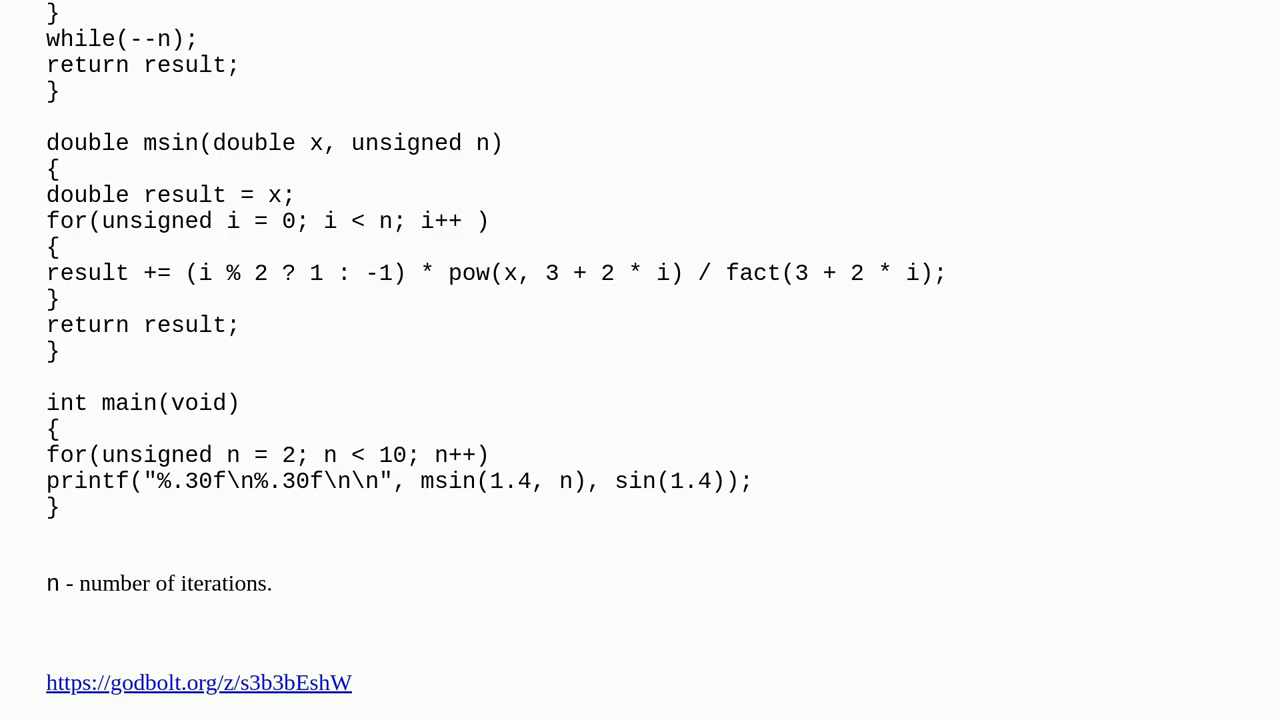 }
while(--n);
return result;
}
double msin(double x, unsigned n)
{
double result = x;
for(unsigned i = 0; i < n; i++ )
{
result += (i % 2 ? 1 : -1) * pow(x, 3 + 2 * i) / fact(3 + 2 * i);
}
return result;
}
int main(void)
{
for(unsigned n = 2; n < 10; n++)
printf("%.30f\n%.30f\n\n", msin(1.4, n), sin(1.4));
}
n - number of iterations.
https://godbolt.org/z/s3b3bEshW